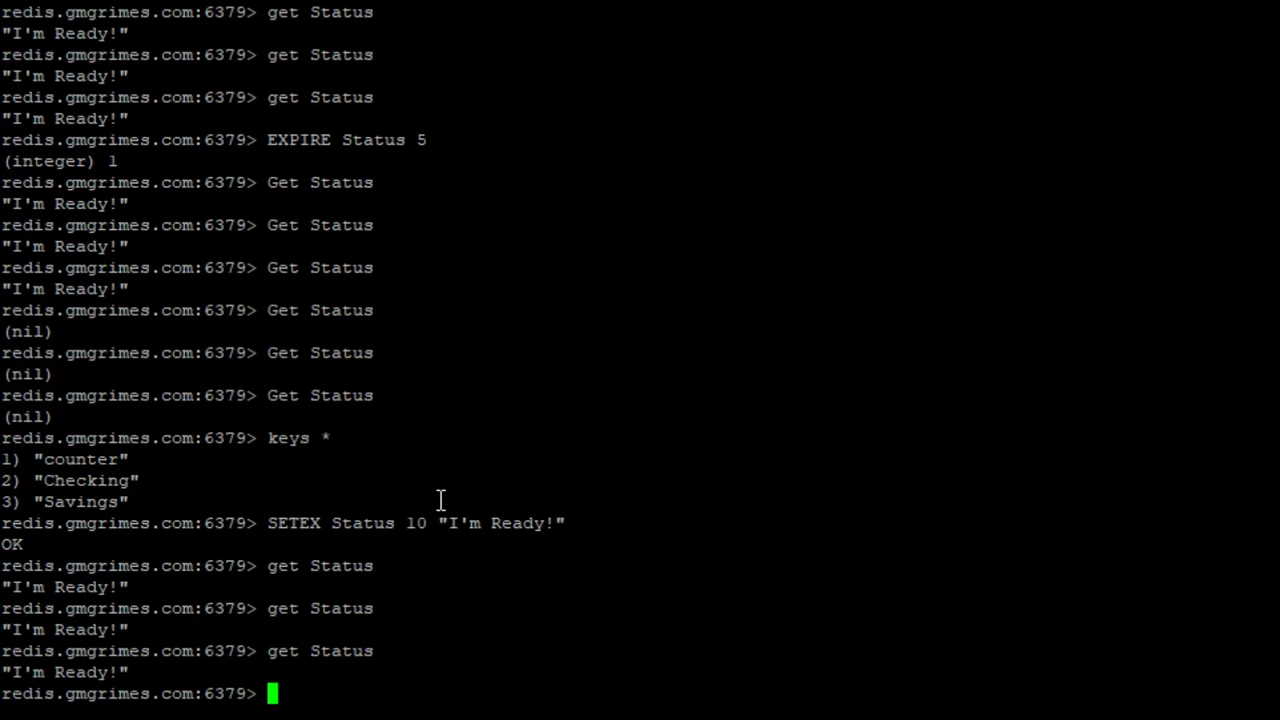 redis.gmgrimes.com:6379> get Status
"I'm Ready!"
redis.gmgrimes.com:6379> get Status
"I'm Ready!"
redis.gmgrimes.com:6379> get Status
"I'm Ready!"
redis.gmgrimes.com:6379> EXPIRE Status 5
(integer) 1
redis.gmgrimes.com:6379> Get Status
"I'm Ready!"
redis.gmgrimes.com:6379> Get Status
"I'm Ready!"
redis.gmgrimes.com:6379> Get Status
"I'm Ready!"
redis.gmgrimes.com:6379> Get Status
(nil)
redis.gmgrimes.com:6379> Get Status
(nil)
redis.gmgrimes.com:6379> Get Status
(nil)
redis.gmgrimes.com:6379> keys *
1) "counter"
2) "Checking"
3) "Savings"
redis.gmgrimes.com:6379> SETEX Status 10 "I'm Ready!"
OK
redis.gmgrimes.com:6379> get Status
"I'm Ready!"
redis.gmgrimes.com:6379> get Status
"I'm Ready!"
redis.gmgrimes.com:6379> get Status
"I'm Ready!"
redis.gmgrimes.com:6379>